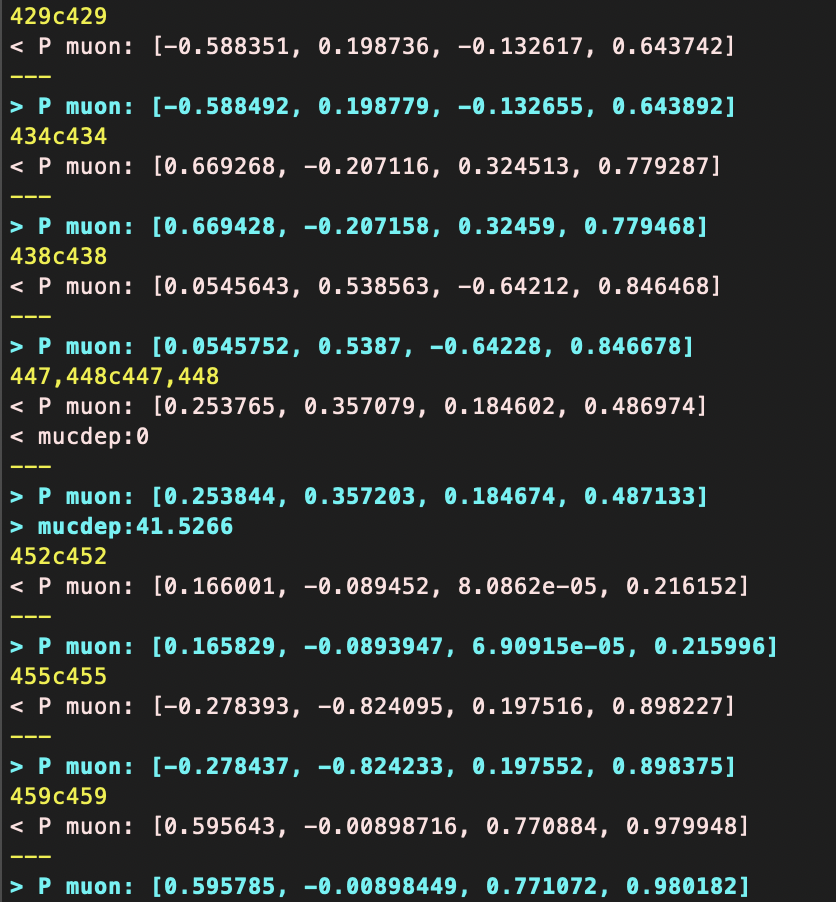 429c429
< P muon: [-0.588351, 0.198736, -0.132617, 0.643742]
---
> P muon: [-0.588492, 0.198779, -0.132655, 0.643892]
434c434
< P muon: [0.669268, -0.207116, 0.324513, 0.779287]
---
> P muon: [0.669428, -0.207158, 0.32459, 0.779468]
438c438
< P muon: [0.0545643, 0.538563, -0.64212, 0.846468]
---
> P muon: [0.0545752, 0.5387, -0.64228, 0.846678]
447,448c447,448
< P muon: [0.253765, 0.357079, 0.184602, 0.486974]
< mucdep:0
---
> P muon: [0.253844, 0.357203, 0.184674, 0.487133]
> mucdep:41.5266
452c452
< P muon: [0.166001, -0.089452, 8.0862e-05, 0.216152]
---
> P muon: [0.165829, -0.0893947, 6.90915e-05, 0.215996]
455c455
< P muon: [-0.278393, -0.824095, 0.197516, 0.898227]
---
> P muon: [-0.278437, -0.824233, 0.197552, 0.898375]
459c459
< P muon: [0.595643, -0.00898716, 0.770884, 0.979948]
---
> P muon: [0.595785, -0.00898449, 0.771072, 0.980182]